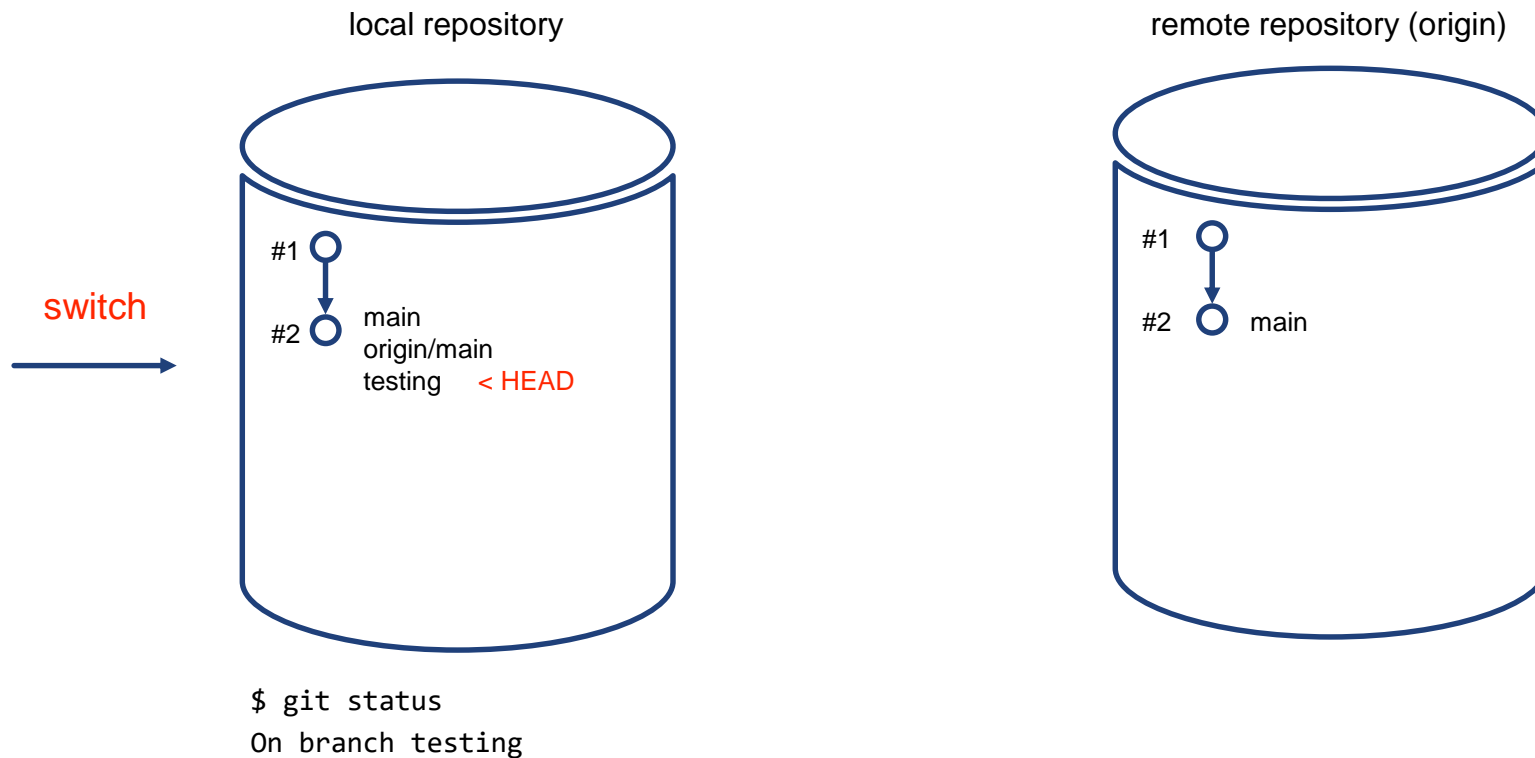 local repository
remote repository (origin)
switch
#1
#2
main
origin/main
testing < HEAD
#1
#2 main
$ git status
On branch testing